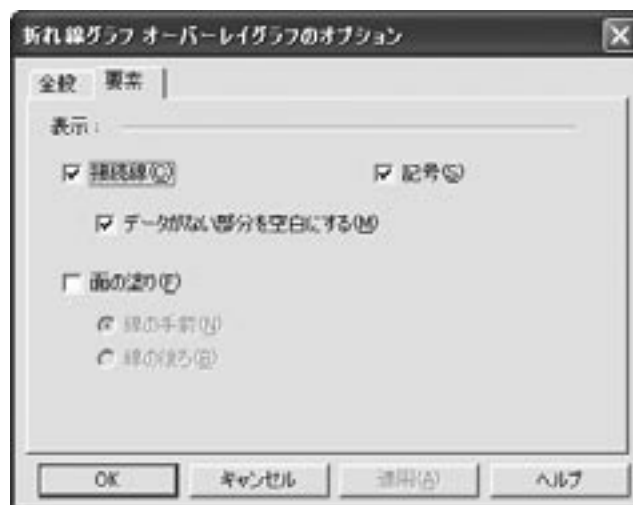 折れ線グラフ オーバーレイグラフのオプション
全般 要素
表示:
接続線(C) 記号(S)
データがない部分を空白にする(M)
面の塗り(F)
線の手前(N)
線の後ろ(B)
OK キャンセル 適用(A) ヘルプ